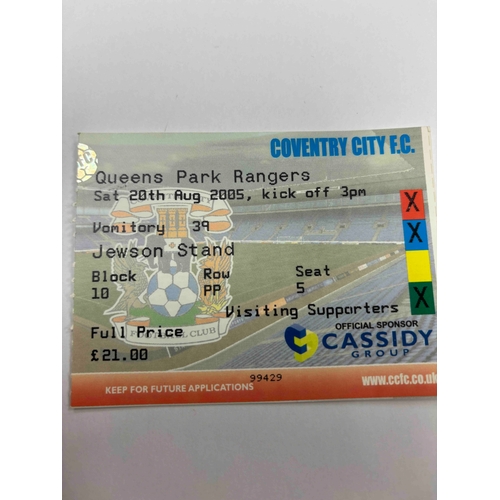 COVENTRY CITY F.C.
Queens Park Rangers
Sat 20th Aug 2005, kick off 3pm
Vomitory 39
Jewson Stand
Block Row Seat
10 PP 5
Visiting Supporters
Full Price
£21.00
OFFICIAL SPONSOR
CASSIDY
GROUP
99429
KEEP FOR FUTURE APPLICATIONS
www.ccfc.co.uk
X
X
X
FOOTBALL CLUB